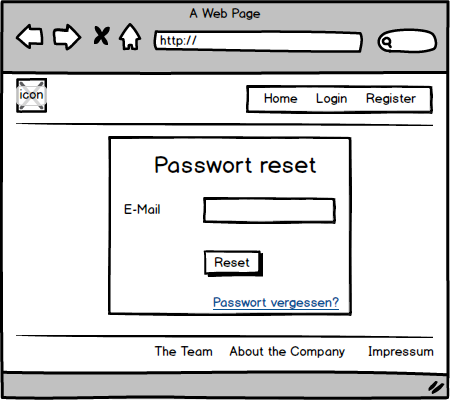 A Web Page
http://
icon
Home Login Register
Passwort reset
E-Mail
Reset
Passwort vergessen?
The Team About the Company Impressum